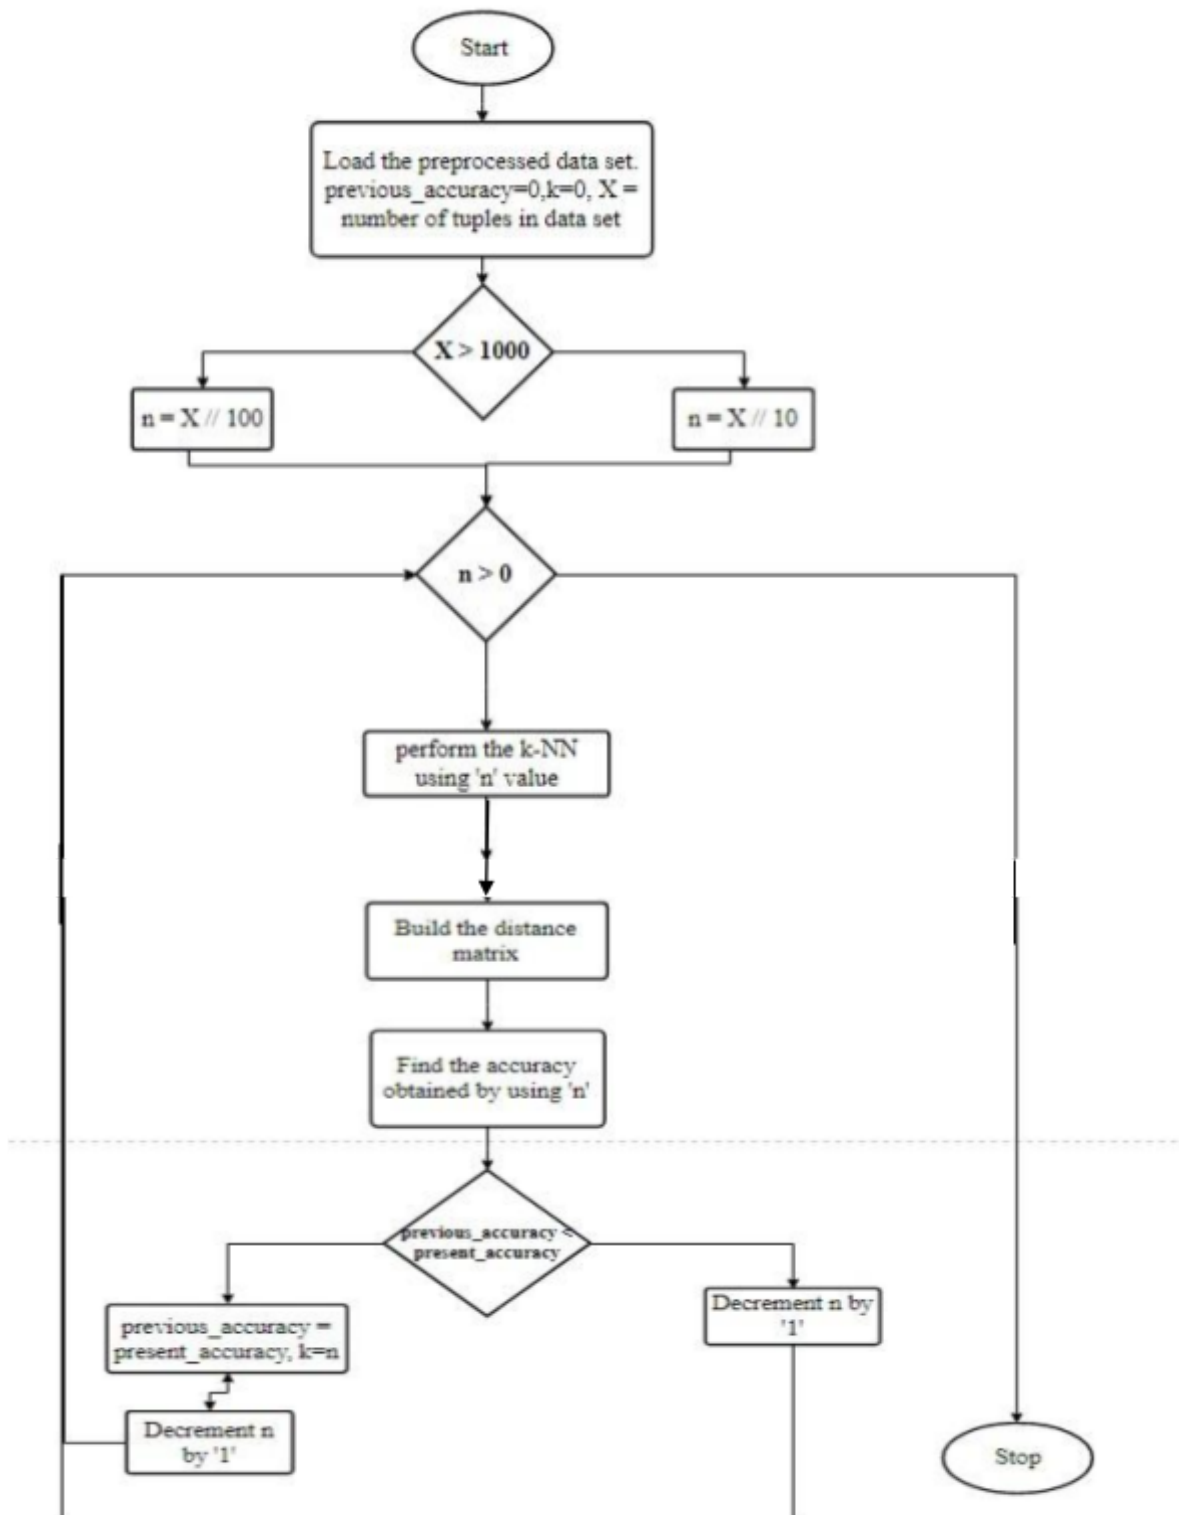 Start
Load the preprocessed data set.
previous_accuracy=0,k=0, X =
number of tuples in data set
X > 1000
n = X // 100
n = X // 10
n > 0
perform the k-NN
using 'n' value
Build the distance
matrix
Find the accuracy
obtained by using 'n'
previous_accuracy <
present_accuracy
previous_accuracy =
present_accuracy, k=n
Decrement n by
'1'
Decrement n
by '1'
Stop